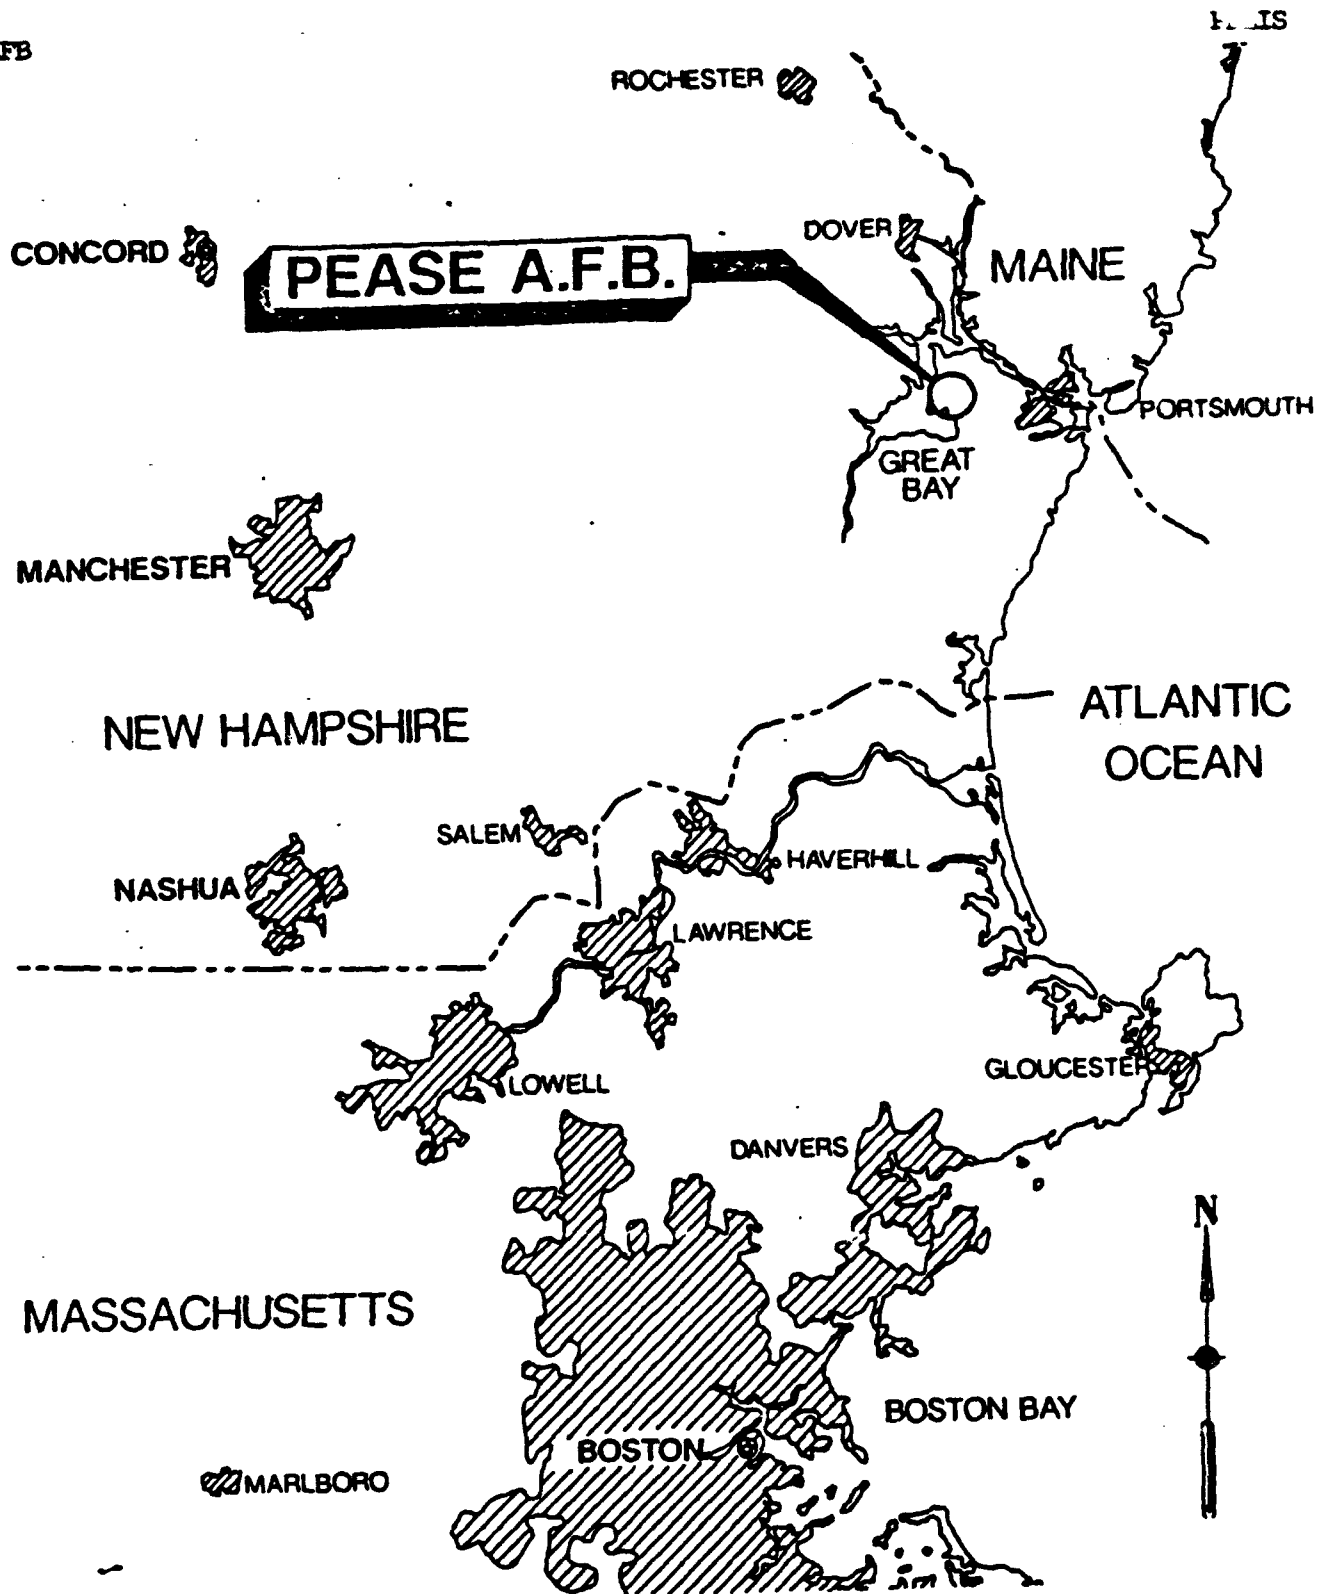 FB
ROCHESTER
DOVER
CONCORD
PEASE A.F.B.
MAINE
PORTSMOUTH
GREAT
BAY
MANCHESTER
NEW HAMPSHIRE
ATLANTIC
OCEAN
SALEM
HAVERHILL
NASHUA
LAWRENCE
GLOUCESTER
LOWELL
DANVERS
N
MASSACHUSETTS
BOSTON BAY
BOSTON
MARLBORO